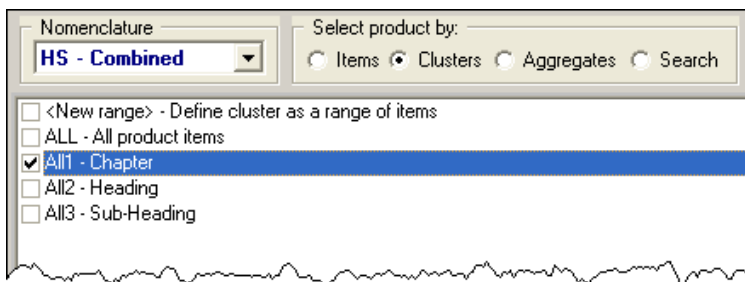 Nomenclature
HS - Combined
Select product by:
Items Clusters Aggregates Search
<New range> - Define cluster as a range of items
ALL - All product items
All1 - Chapter
All2 - Heading
All3 - Sub-Heading